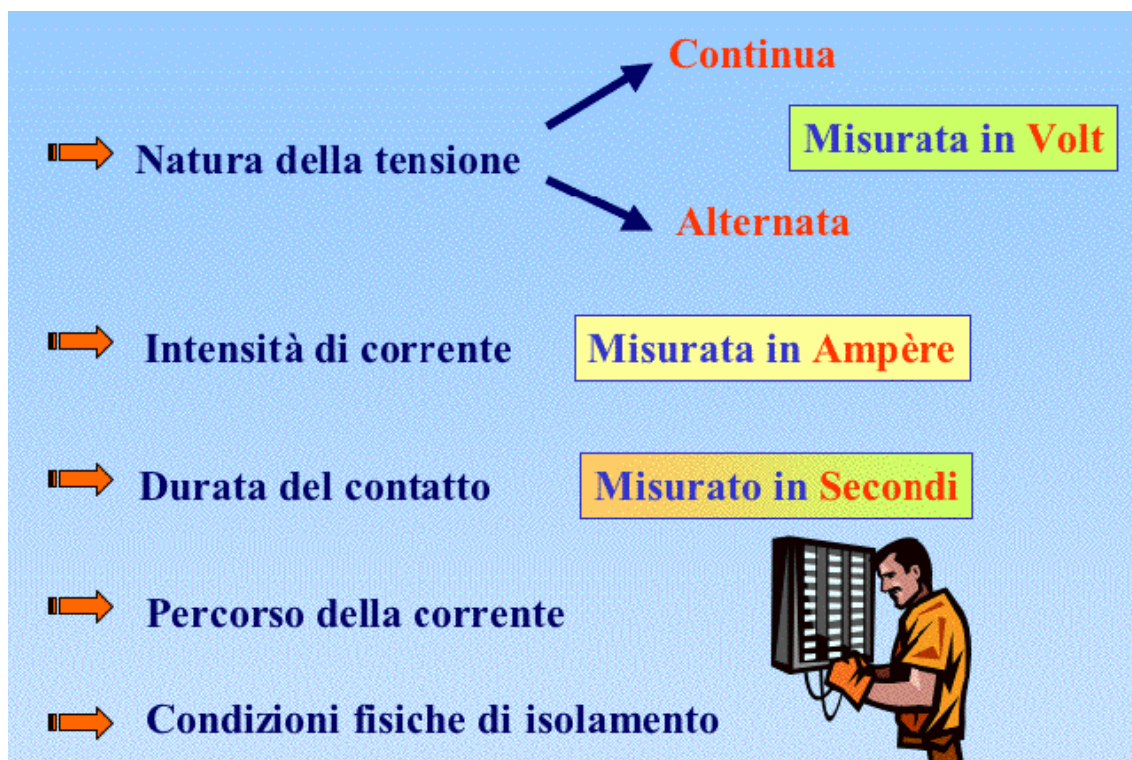 Continua
Natura della tensione
Misurata in Volt
Alternata
Intensità di corrente
Misurata in Ampère
Durata del contatto
Misurato in Secondi
Percorso della corrente
Condizioni fisiche di isolamento